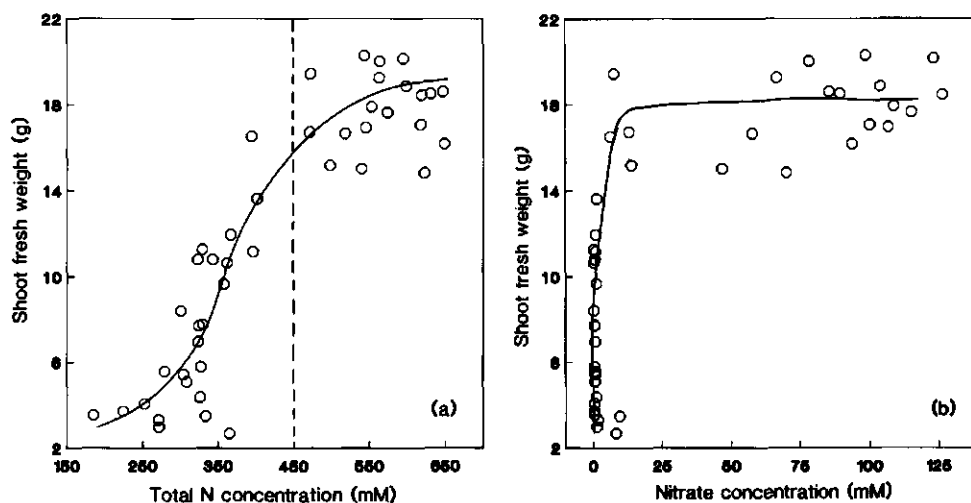 22
18
14
10
6
2
Shoot fresh weight (g)
(a)
150 250 350 450 550 650
Total N concentration (mM)
22
18
14
10
6
2
Shoot fresh weight (g)
(b)
0 25 50 75 100 125
Nitrate concentration (mM)